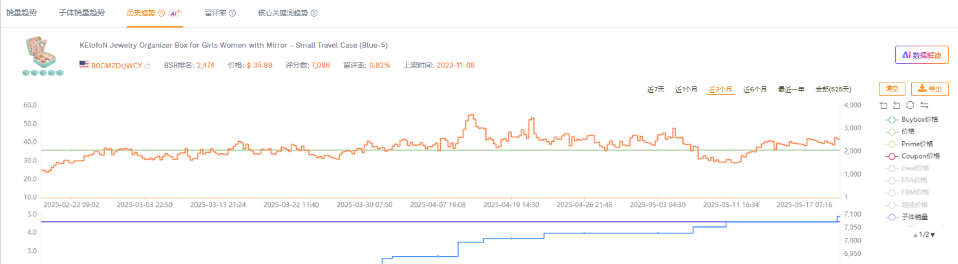 销量趋势 子体销量趋势 历史趋势 AI 留评率 核心关键词趋势
KEIofoN Jewelry Organizer Box for Girls Women with Mirror - Small Travel Case (Blue-5)
B0CMZDQWCY BSR排名: 2,474 价格: $ 35.99 评分数: 7,086 留评率: 0.82% 上架时间: 2023-11-08
AI 数据解读
近7天 近1个月 近3个月 近6个月 最近一年 全部(525天) 清空 导出
60.0 4,000
50.0 3,000
40.0 2,000
30.0
20.0 1,000
10.0 1
2025-02-22 09:02 2025-03-03 22:50 2025-03-13 21:24 2025-03-22 11:40 2025-03-30 07:50 2025-04-07 19:08 2025-04-19 14:30 2025-04-26 21:46 2025-05-03 04:30 2025-05-11 16:34 2025-05-17 07:16
5.0 7,100
4.0 7,050
7,000
3.0 6,950
Buybox价格
价格
Prime价格
Coupon价格
Deal价格
FBA价格
FBM价格
子体销量
▲1/2▼